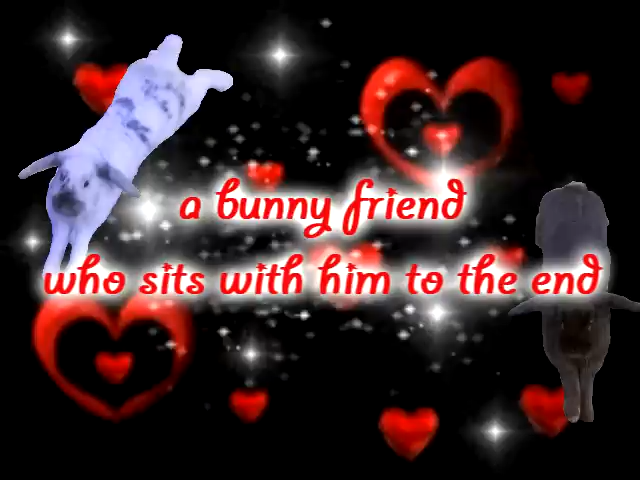 a bunny friend
who sits with him to the end